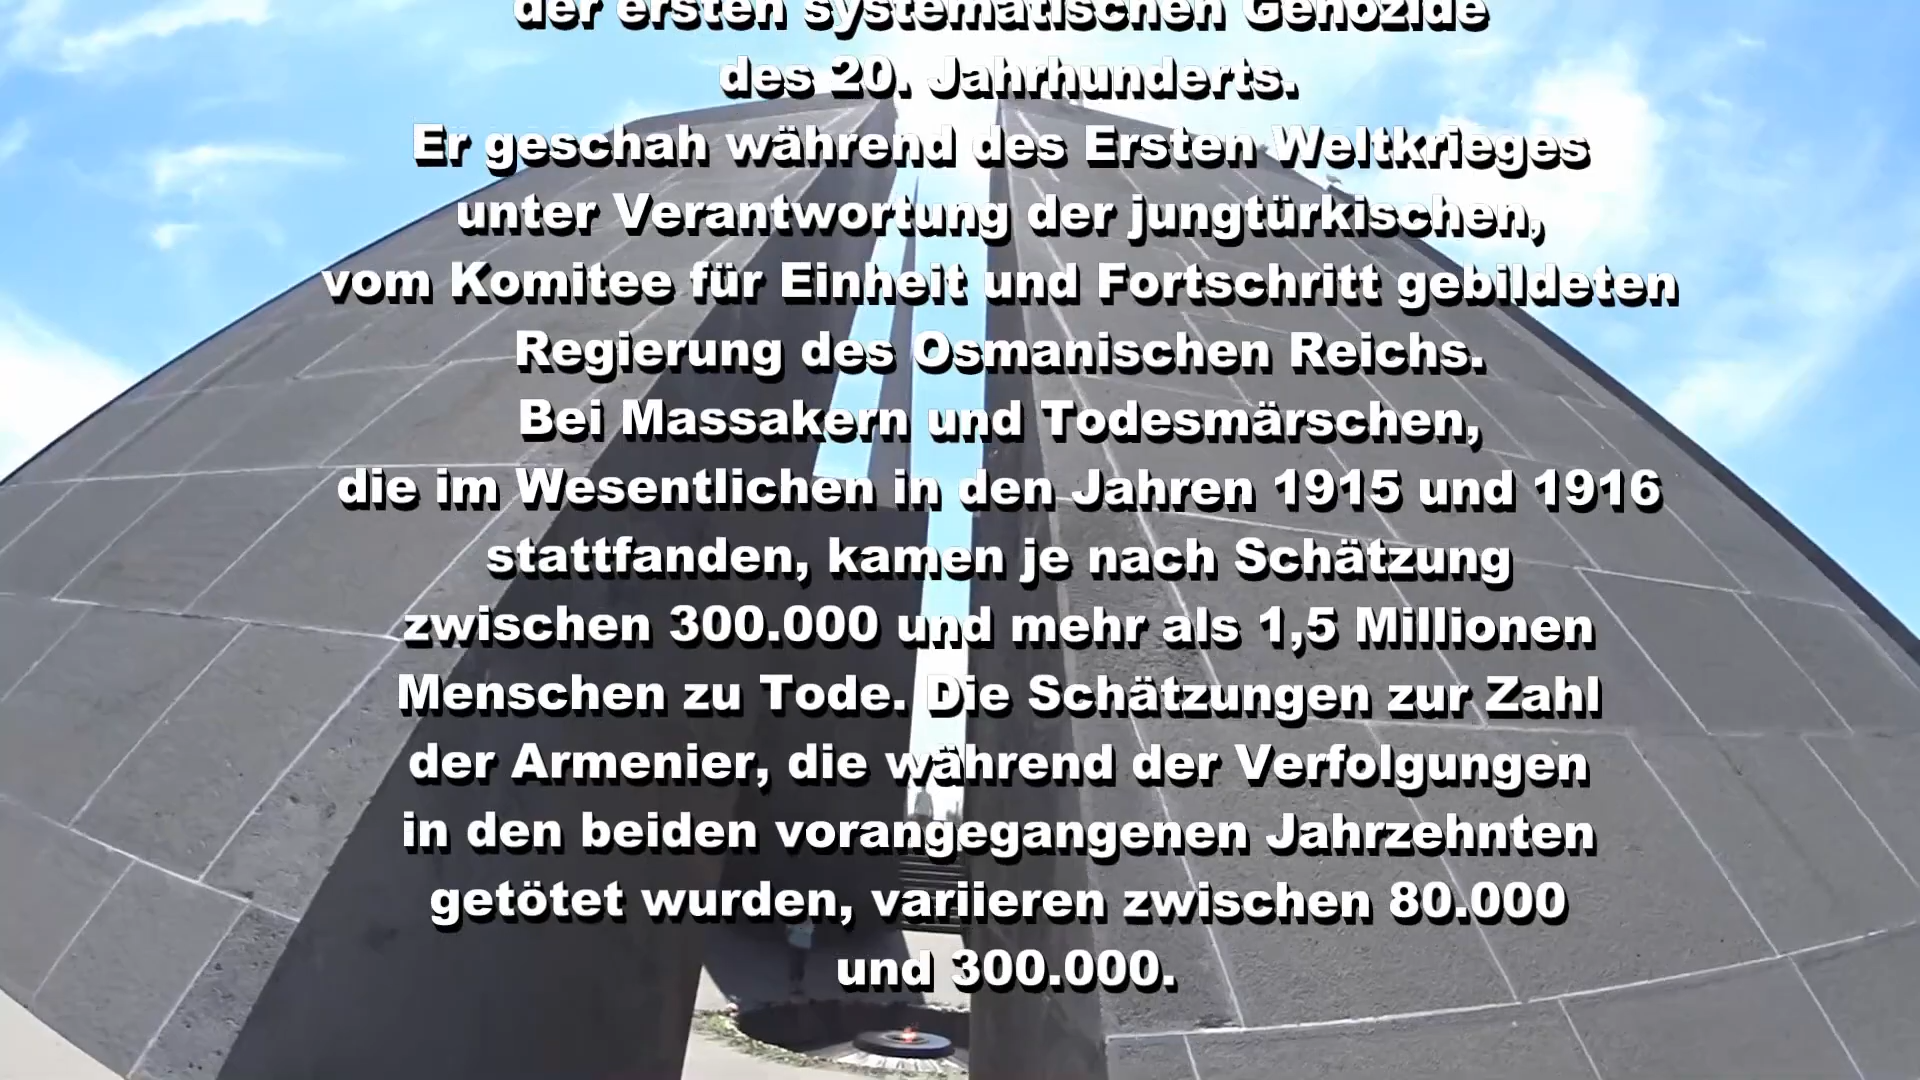 der ersten systematischen Genozide
des 20. Jahrhunderts.
Er geschah während des Ersten Weltkrieges
unter Verantwortung der jungtürkischen,
vom Komitee für Einheit und Fortschritt gebildeten
Regierung des Osmanischen Reichs.
Bei Massakern und Todesmärschen,
die im Wesentlichen in den Jahren 1915 und 1916
stattfanden, kamen je nach Schätzung
zwischen 300.000 und mehr als 1,5 Millionen
Menschen zu Tode. Die Schätzungen zur Zahl
der Armenier, die während der Verfolgungen
in den beiden vorangegangenen Jahrzehnten
getötet wurden, variieren zwischen 80.000
und 300.000.